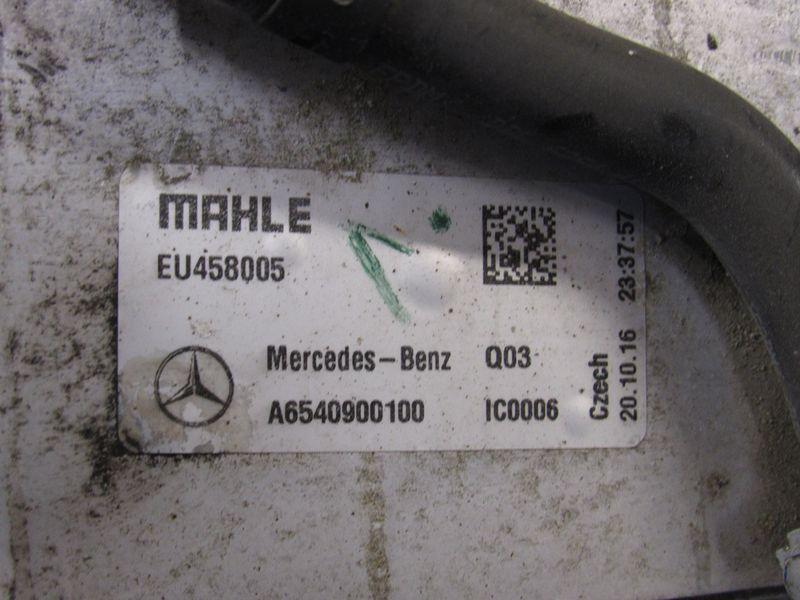 MAHLE
EU458005
Mercedes-Benz Q03
A6540900100 IC0006
Czech
20.10.16 23:37:57